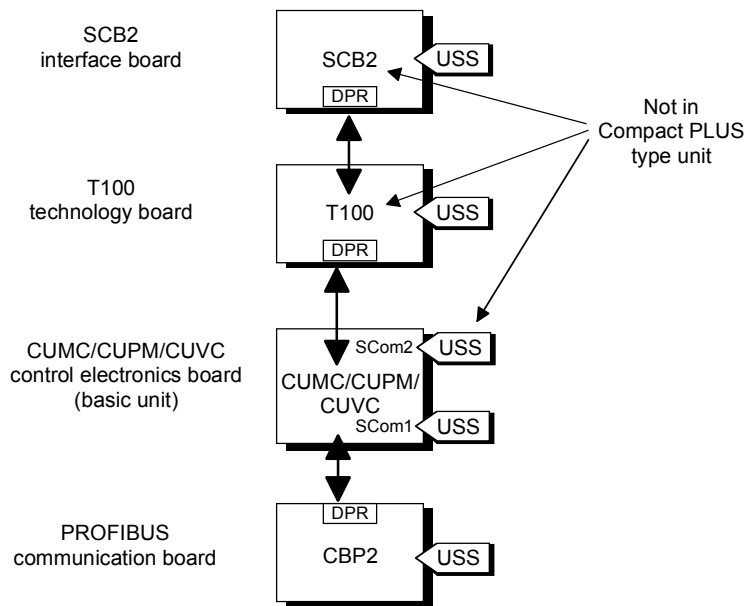 SCB2
interface board
SCB2
USS
DPR
Not in
Compact PLUS
type unit
T100
technology board
T100
USS
DPR
CUMC/CUPM/CUVC
control electronics board
(basic unit)
SCom2
USS
CUMC/CUPM/
CUVC
SCom1
USS
PROFIBUS
communication board
DPR
CBP2
USS